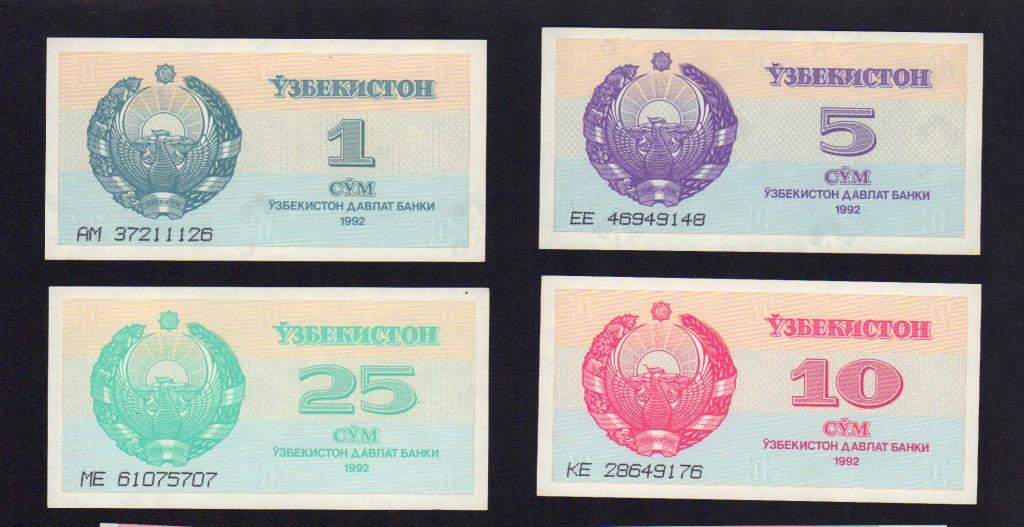 ЎЗБЕКИСТОН
1
СЎМ
ЎЗБЕКИСТОН ДАВЛАТ БАНКИ
1992
АМ 37211126
ЎЗБЕКИСТОН
5
СЎМ
ЎЗБЕКИСТОН ДАВЛАТ БАНКИ
1992
ЕЕ 46949148
ЎЗБЕКИСТОН
25
СЎМ
ЎЗБЕКИСТОН ДАВЛАТ БАНКИ
1992
МЕ 61075707
ЎЗБЕКИСТОН
10
СЎМ
ЎЗБЕКИСТОН ДАВЛАТ БАНКИ
1992
КЕ 28649176